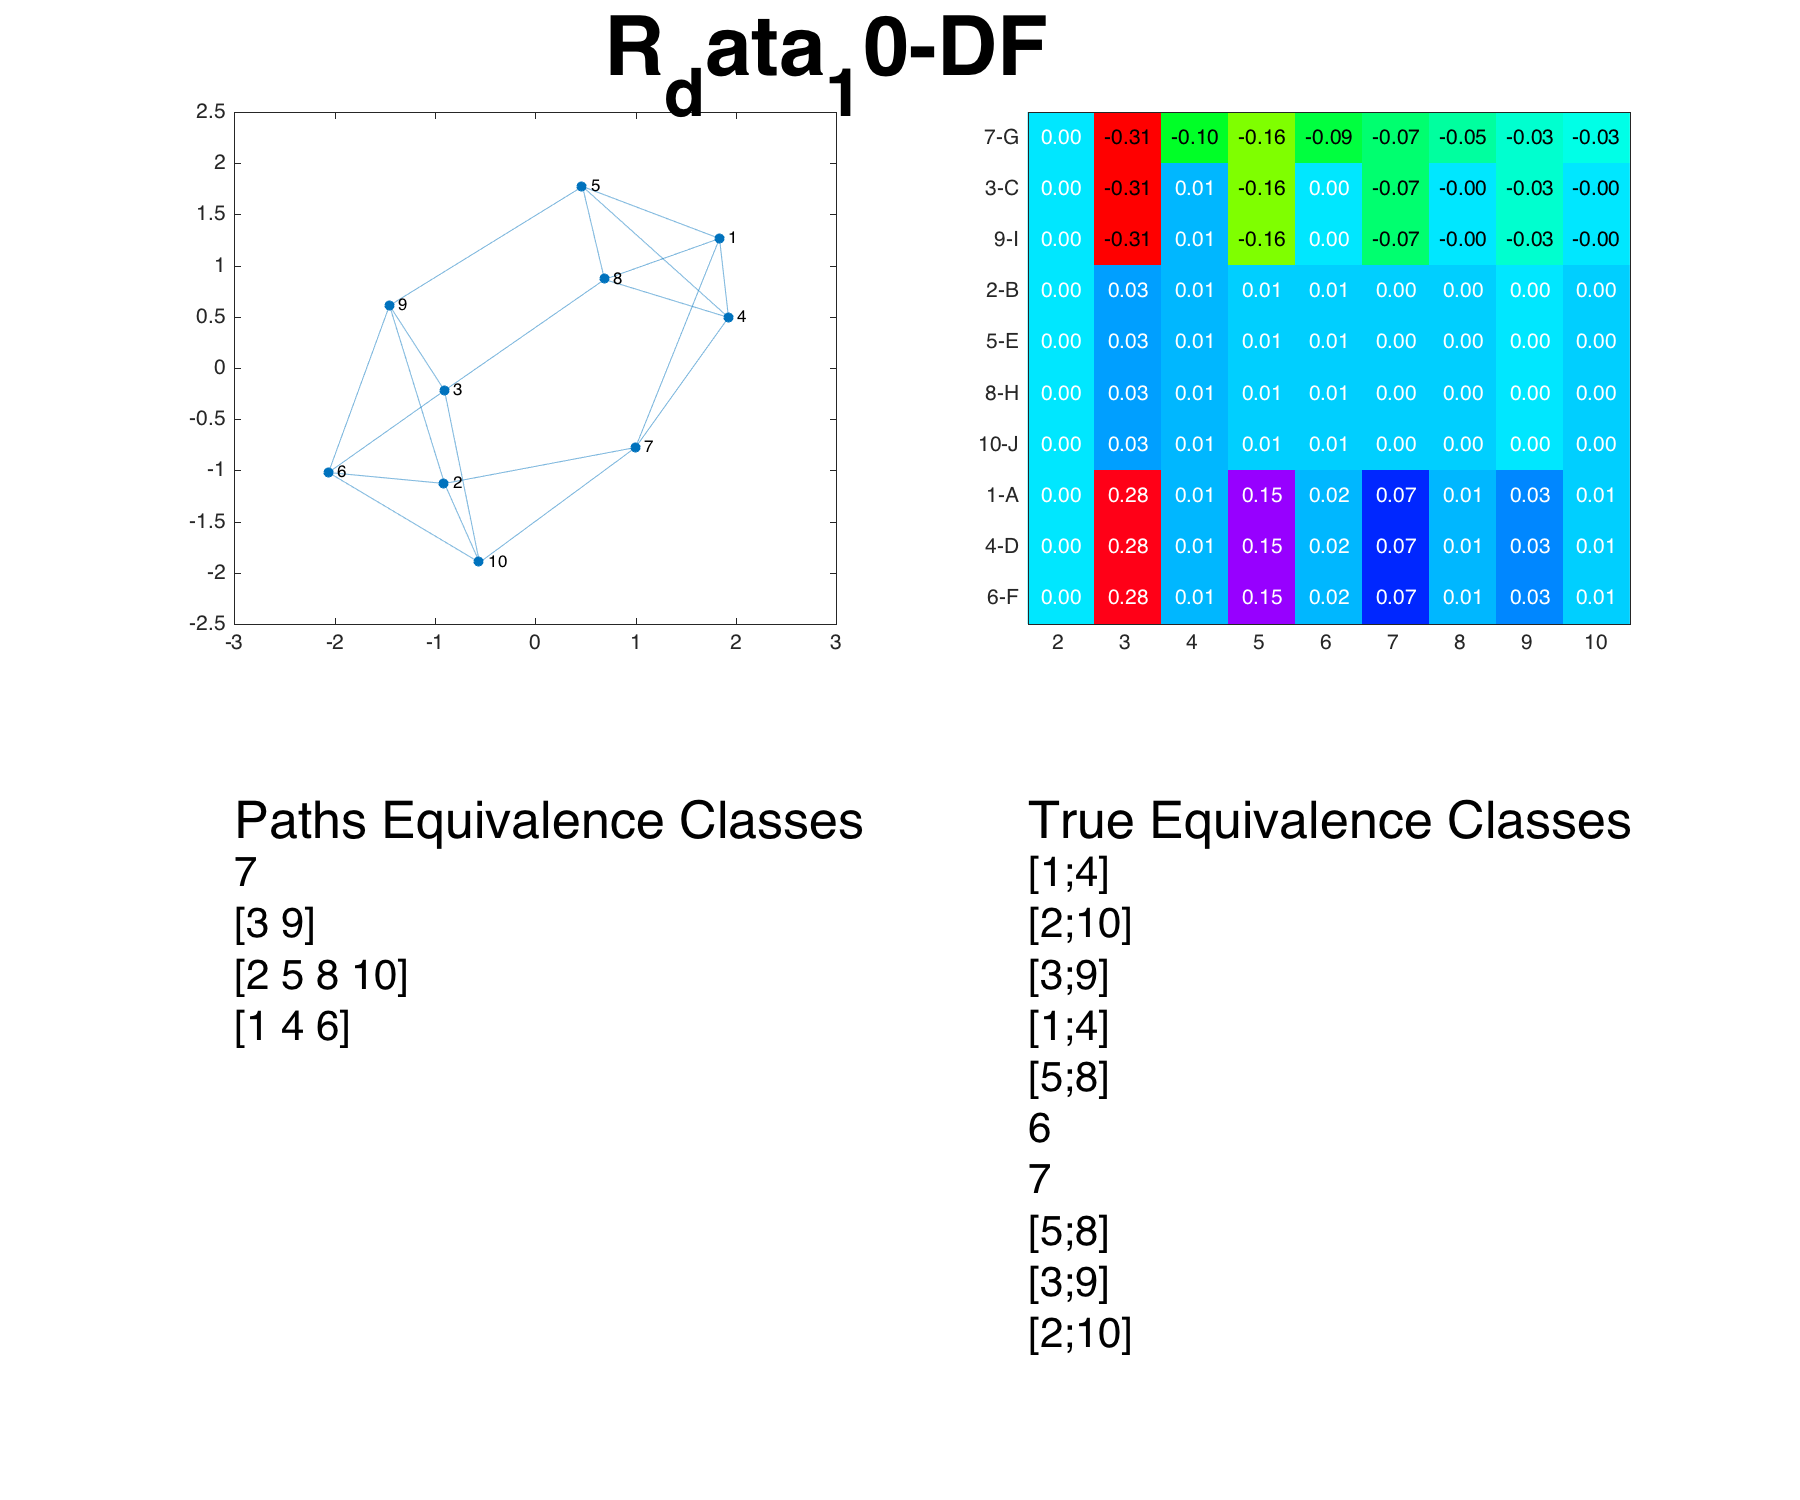 R_data_10-DF
2.5
2
1.5
1
0.5
0
-0.5
-1
-1.5
-2
-2.5
-3 -2 -1 0 1 2 3
5
1
8
4
9
3
7
6
2
10
7-G 0.00 -0.31 -0.10 -0.16 -0.09 -0.07 -0.05 -0.03 -0.03
3-C 0.00 -0.31 0.01 -0.16 0.00 -0.07 -0.00 -0.03 -0.00
9-I 0.00 -0.31 0.01 -0.16 0.00 -0.07 -0.00 -0.03 -0.00
2-B 0.00 0.03 0.01 0.01 0.01 0.00 0.00 0.00 0.00
5-E 0.00 0.03 0.01 0.01 0.01 0.00 0.00 0.00 0.00
8-H 0.00 0.03 0.01 0.01 0.01 0.00 0.00 0.00 0.00
10-J 0.00 0.03 0.01 0.01 0.01 0.00 0.00 0.00 0.00
1-A 0.00 0.28 0.01 0.15 0.02 0.07 0.01 0.03 0.01
4-D 0.00 0.28 0.01 0.15 0.02 0.07 0.01 0.03 0.01
6-F 0.00 0.28 0.01 0.15 0.02 0.07 0.01 0.03 0.01
2 3 4 5 6 7 8 9 10
Paths Equivalence Classes
7
[3 9]
[2 5 8 10]
[1 4 6]
True Equivalence Classes
[1;4]
[2;10]
[3;9]
[1;4]
[5;8]
6
7
[5;8]
[3;9]
[2;10]